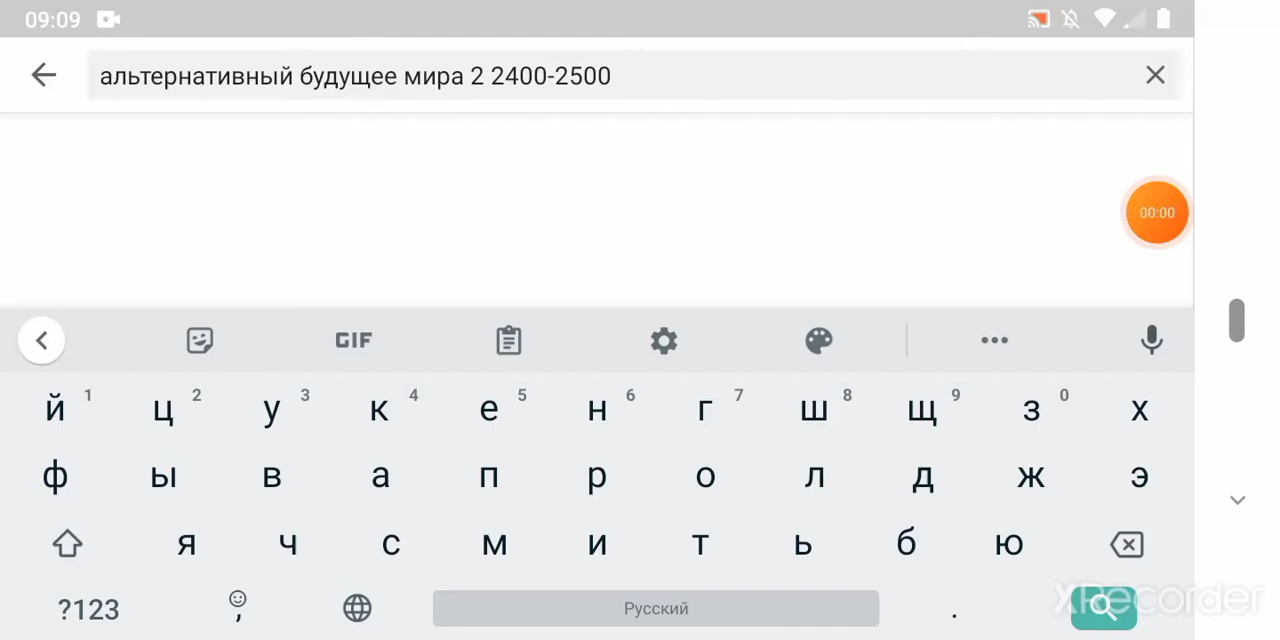 09:09
альтернативный будущее мира 2 2400-2500
00:00
GIF
й 1 ц 2 у 3 к 4 е 5 н 6 г 7 ш 8 щ 9 з 0 х
ф ы в а п р о л д ж э
я ч с м и т ь б ю
?123 , Русский .
XRecorder